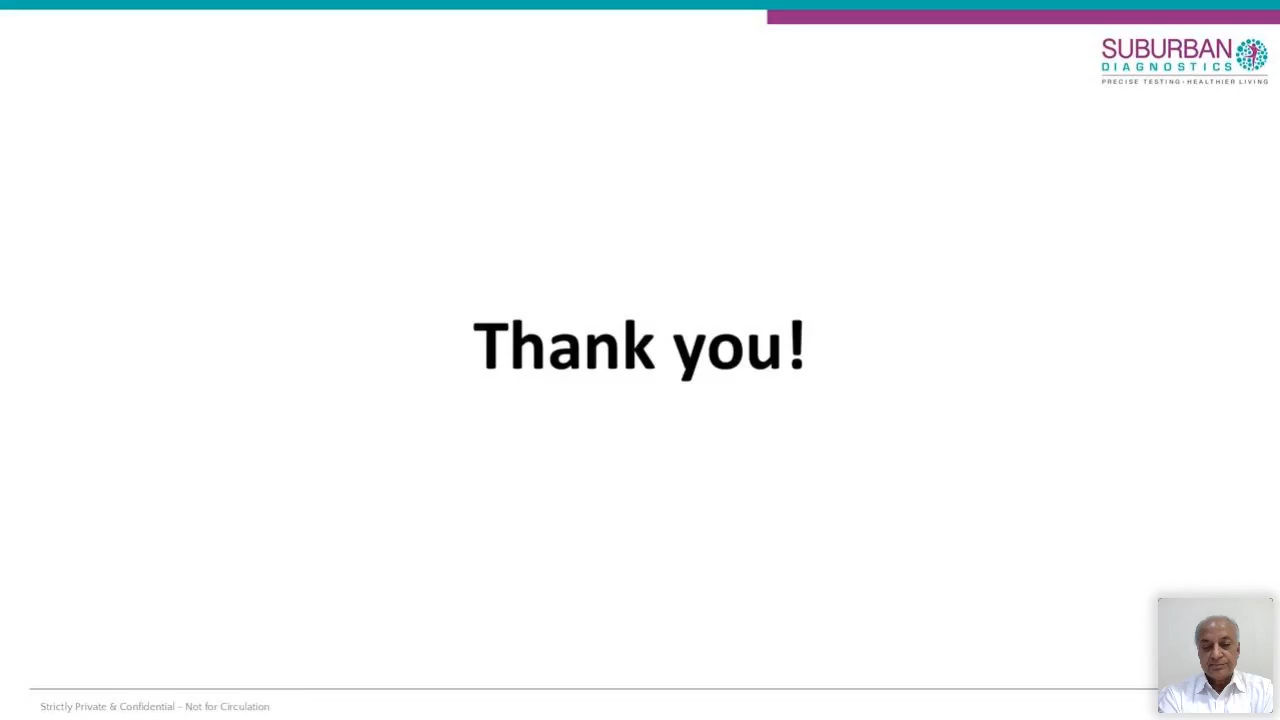 SUBURBAN
DIAGNOSTICS
PRECISE TESTING-HEALTHIER LIVING
Thank you!
Strictly Private & Confidential – Not for Circulation